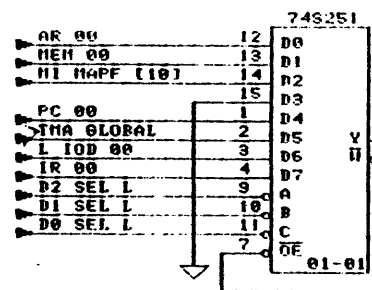 74S251
AR 00 12 D0
MEM 00 13 D1
M1 MAPF [10] 14 D2
15 D3
PC 00 1 D4
TMA GLOBAL 2 D5 Y
L IOD 00 3 D6 W
IR 00 4 D7
D2 SEL L 9 A
D1 SEL L 10 B
D0 SEL L 11 C
7 OE
01-01